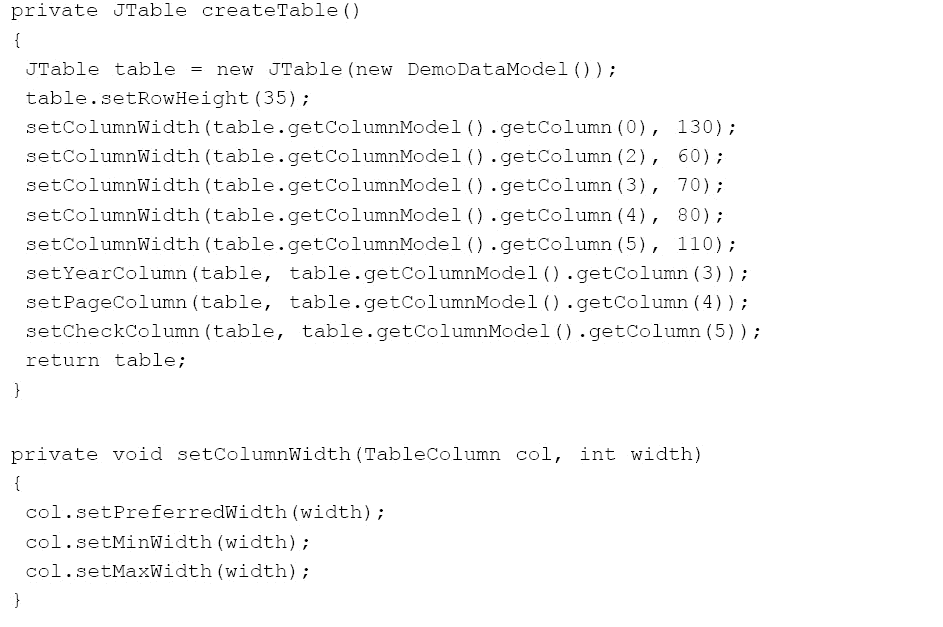 private JTable createTable()
{
 JTable table = new JTable(new DemoDataModel());
 table.setRowHeight(35);
 setColumnWidth(table.getColumnModel().getColumn(0), 130);
 setColumnWidth(table.getColumnModel().getColumn(2), 60);
 setColumnWidth(table.getColumnModel().getColumn(3), 70);
 setColumnWidth(table.getColumnModel().getColumn(4), 80);
 setColumnWidth(table.getColumnModel().getColumn(5), 110);
 setYearColumn(table, table.getColumnModel().getColumn(3));
 setPageColumn(table, table.getColumnModel().getColumn(4));
 setCheckColumn(table, table.getColumnModel().getColumn(5));
 return table;
}

private void setColumnWidth(TableColumn col, int width)
{
 col.setPreferredWidth(width);
 col.setMinWidth(width);
 col.setMaxWidth(width);
}